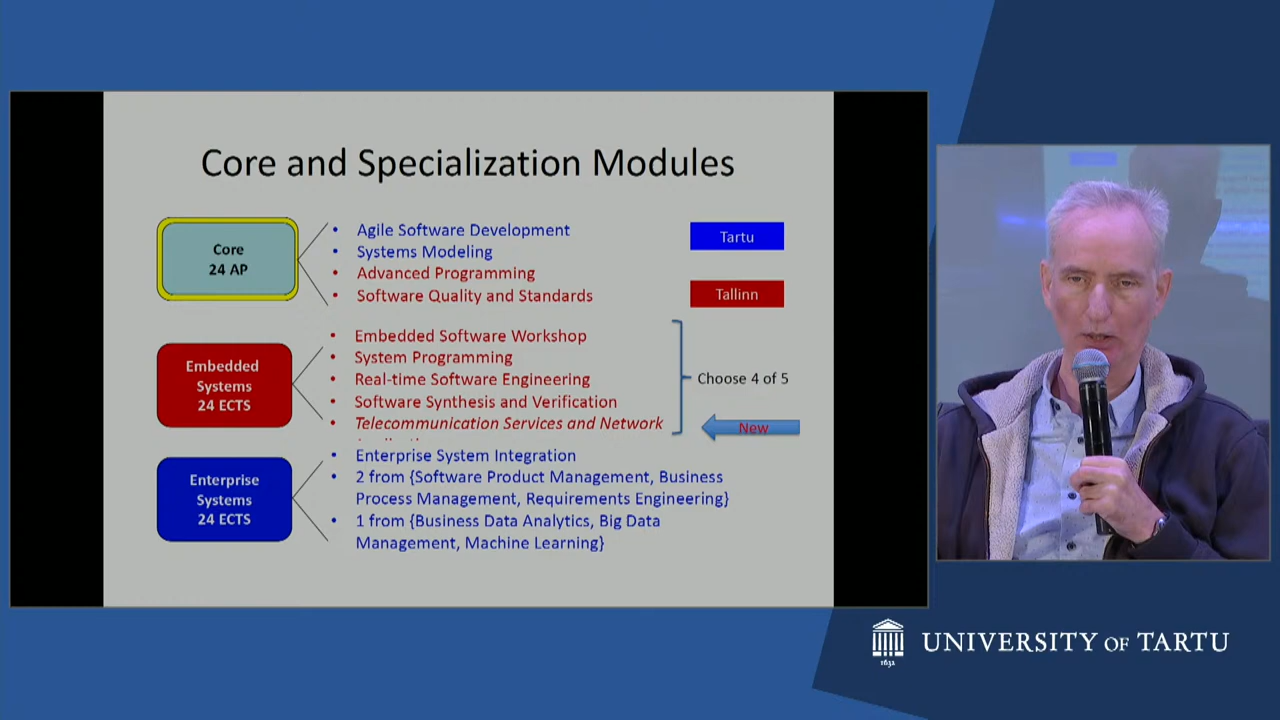 Core and Specialization Modules
Core
24 AP
• Agile Software Development
• Systems Modeling
• Advanced Programming
• Software Quality and Standards
Tartu
Tallinn
Embedded
Systems
24 ECTS
• Embedded Software Workshop
• System Programming
• Real-time Software Engineering
• Software Synthesis and Verification
• Telecommunication Services and Network
Choose 4 of 5
New
Enterprise
Systems
24 ECTS
• Enterprise System Integration
• 2 from {Software Product Management, Business
Process Management, Requirements Engineering}
• 1 from {Business Data Analytics, Big Data
Management, Machine Learning}
UNIVERSITY OF TARTU
1632